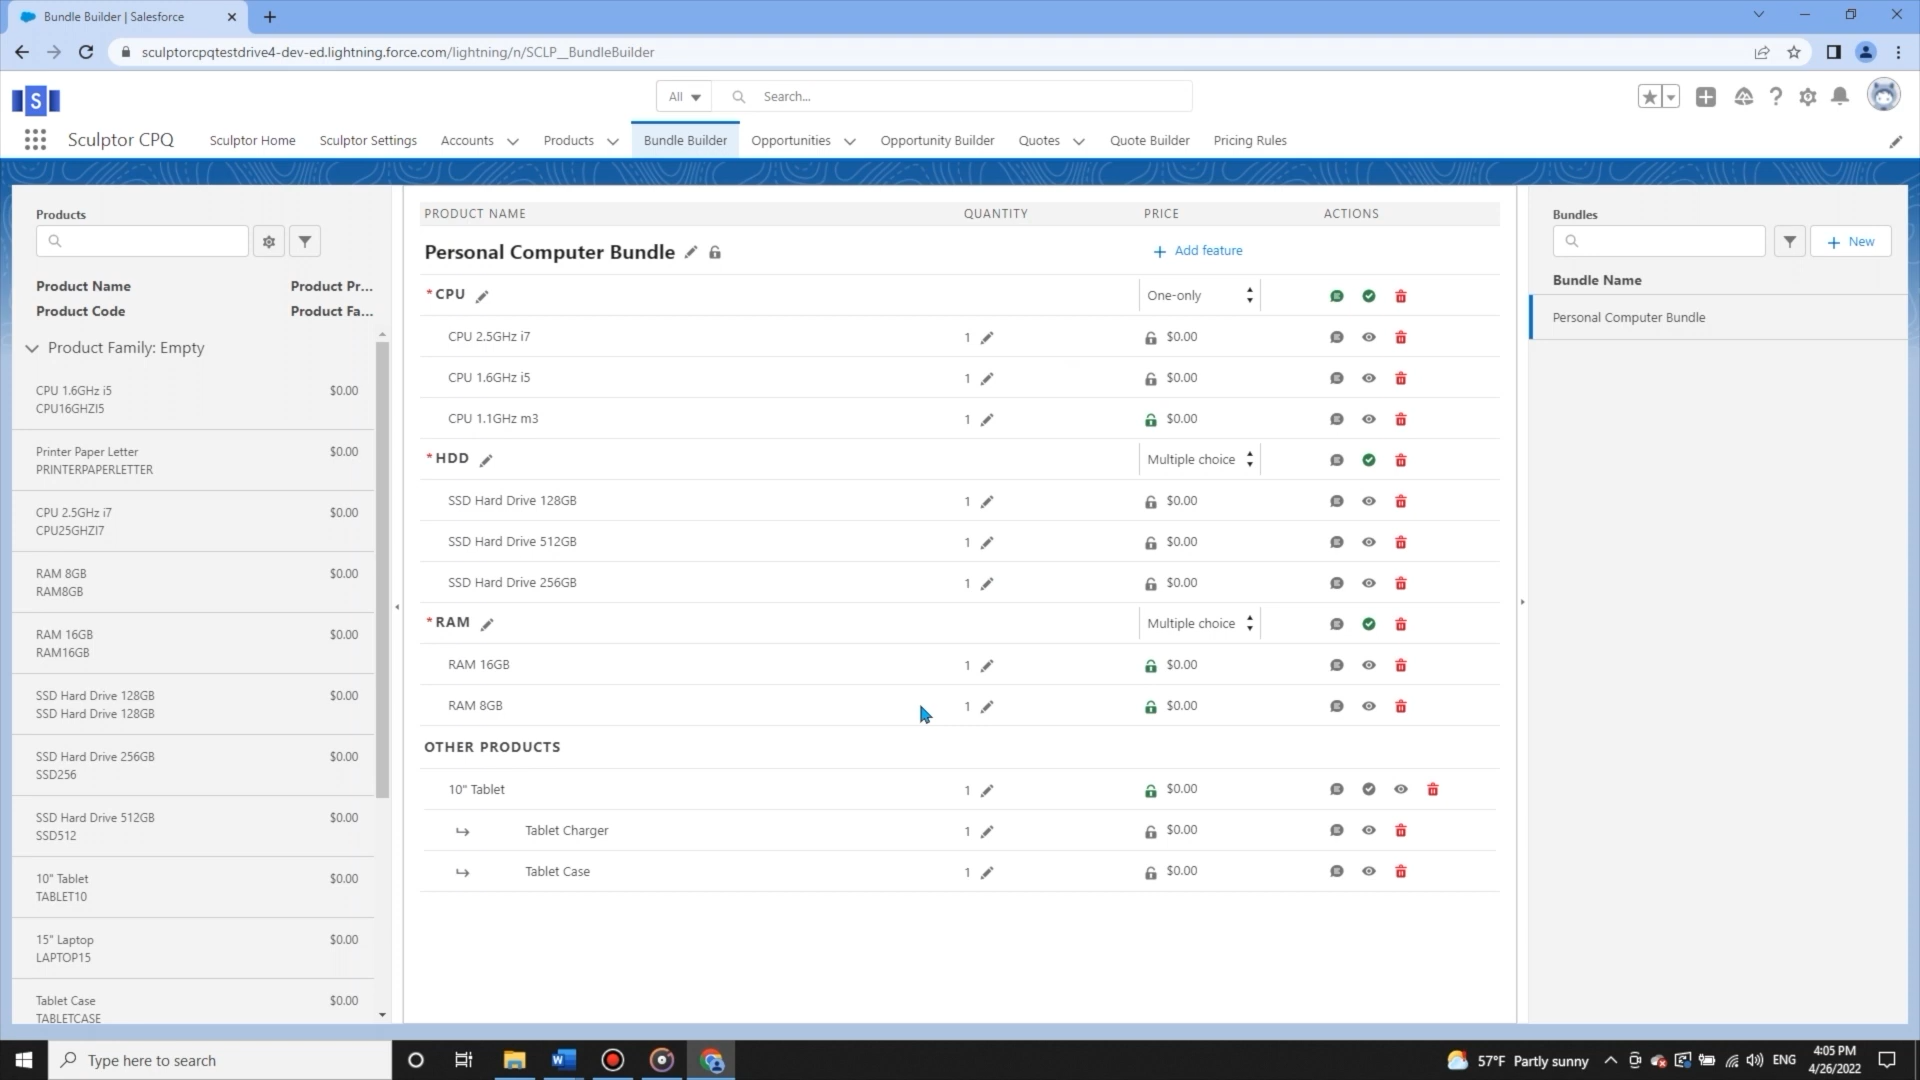 Bundle Builder | Salesforce
sculptorcpqtestdrive4-dev-ed.lightning.force.com/lightning/n/SCLP__BundleBuilder
S
All
Search...
Sculptor CPQ
Sculptor Home
Sculptor Settings
Accounts
Products
Bundle Builder
Opportunities
Opportunity Builder
Quotes
Quote Builder
Pricing Rules
Products
Product Name Product Pr...
Product Code Product Fa...
Product Family: Empty
CPU 1.6GHz i5 $0.00
CPU16GHZI5
Printer Paper Letter $0.00
PRINTERPAPERLETTER
CPU 2.5GHz i7 $0.00
CPU25GHZI7
RAM 8GB $0.00
RAM8GB
RAM 16GB $0.00
RAM16GB
SSD Hard Drive 128GB $0.00
SSD Hard Drive 128GB
SSD Hard Drive 256GB $0.00
SSD256
SSD Hard Drive 512GB $0.00
SSD512
10" Tablet $0.00
TABLET10
15" Laptop $0.00
LAPTOP15
Tablet Case $0.00
TABLETCASE
PRODUCT NAME QUANTITY PRICE ACTIONS
Personal Computer Bundle + Add feature
*CPU One-only
CPU 2.5GHz i7 1 $0.00
CPU 1.6GHz i5 1 $0.00
CPU 1.1GHz m3 1 $0.00
*HDD Multiple choice
SSD Hard Drive 128GB 1 $0.00
SSD Hard Drive 512GB 1 $0.00
SSD Hard Drive 256GB 1 $0.00
*RAM Multiple choice
RAM 16GB 1 $0.00
RAM 8GB 1 $0.00
OTHER PRODUCTS
10" Tablet 1 $0.00
Tablet Charger 1 $0.00
Tablet Case 1 $0.00
Bundles
+ New
Bundle Name
Personal Computer Bundle
Type here to search
57°F Partly sunny
ENG
4:05 PM
4/26/2022